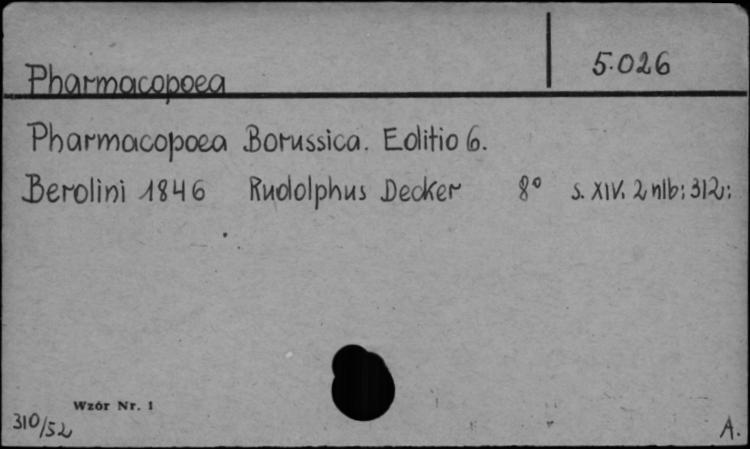 Pharmacopoea
5.026
Pharmacopoea Borussica. Editio 6.
Berolini 1846 Rudolphus Decker 8° s. XIV. 2 nlb; 312;
Wzór Nr. 1
310/52
A.